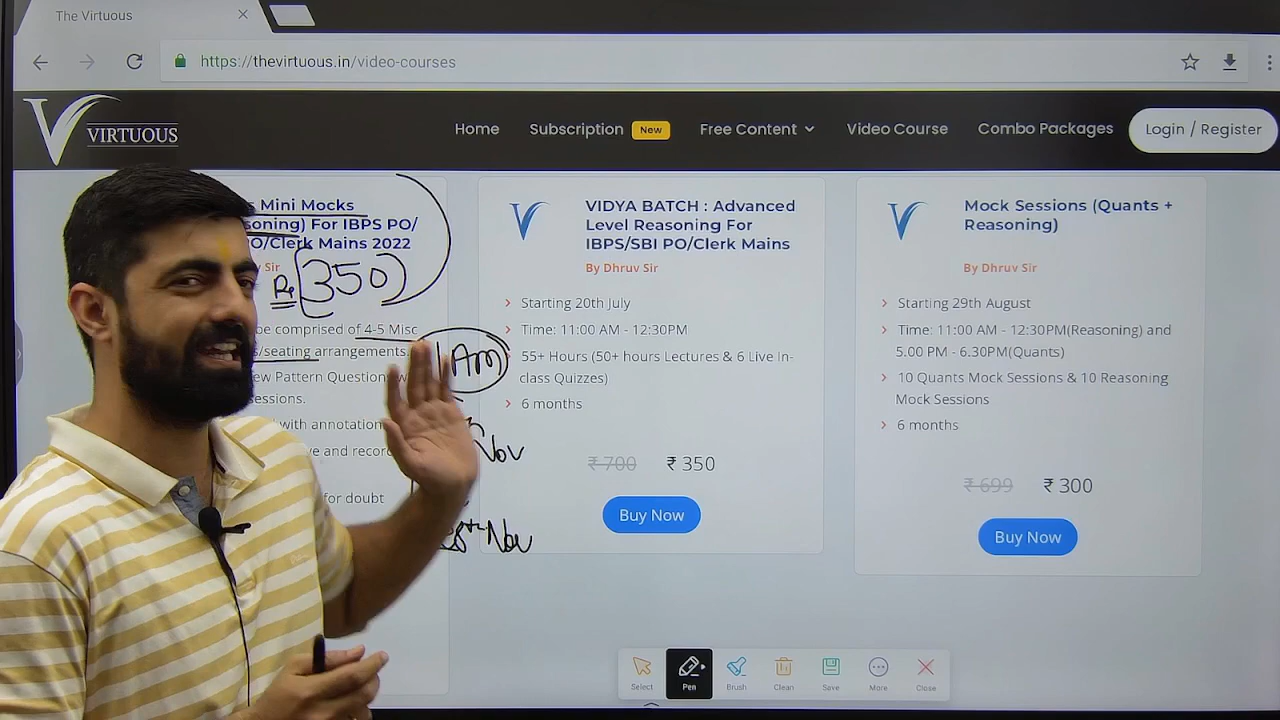 The Virtuous
https://thevirtuous.in/video-courses
VIRTUOUS
Home
Subscription New
Free Content
Video Course
Combo Packages
Login / Register
Mini Mocks
For IBPS PO/
PO/Clerk Mains 2022
Sir
350
be comprised of 4-5 Misc
/seating arrangements.
Pattern Questions
sessions.
with annotation
and
for doubt
AM
Nov
28th Nov
VIDYA BATCH : Advanced
Level Reasoning For
IBPS/SBI PO/Clerk Mains
By Dhruv Sir
Starting 20th July
Time: 11:00 AM - 12:30PM
55+ Hours (50+ hours Lectures & 6 Live In-
class Quizzes)
6 months
₹ 700 ₹ 350
Buy Now
Mock Sessions (Quants +
Reasoning)
By Dhruv Sir
Starting 29th August
Time: 11:00 AM - 12:30PM(Reasoning) and
5.00 PM - 6.30PM(Quants)
10 Quants Mock Sessions & 10 Reasoning
Mock Sessions
6 months
₹ 699 ₹ 300
Buy Now
Select
Pen
Brush
Clean
Save
More
Close